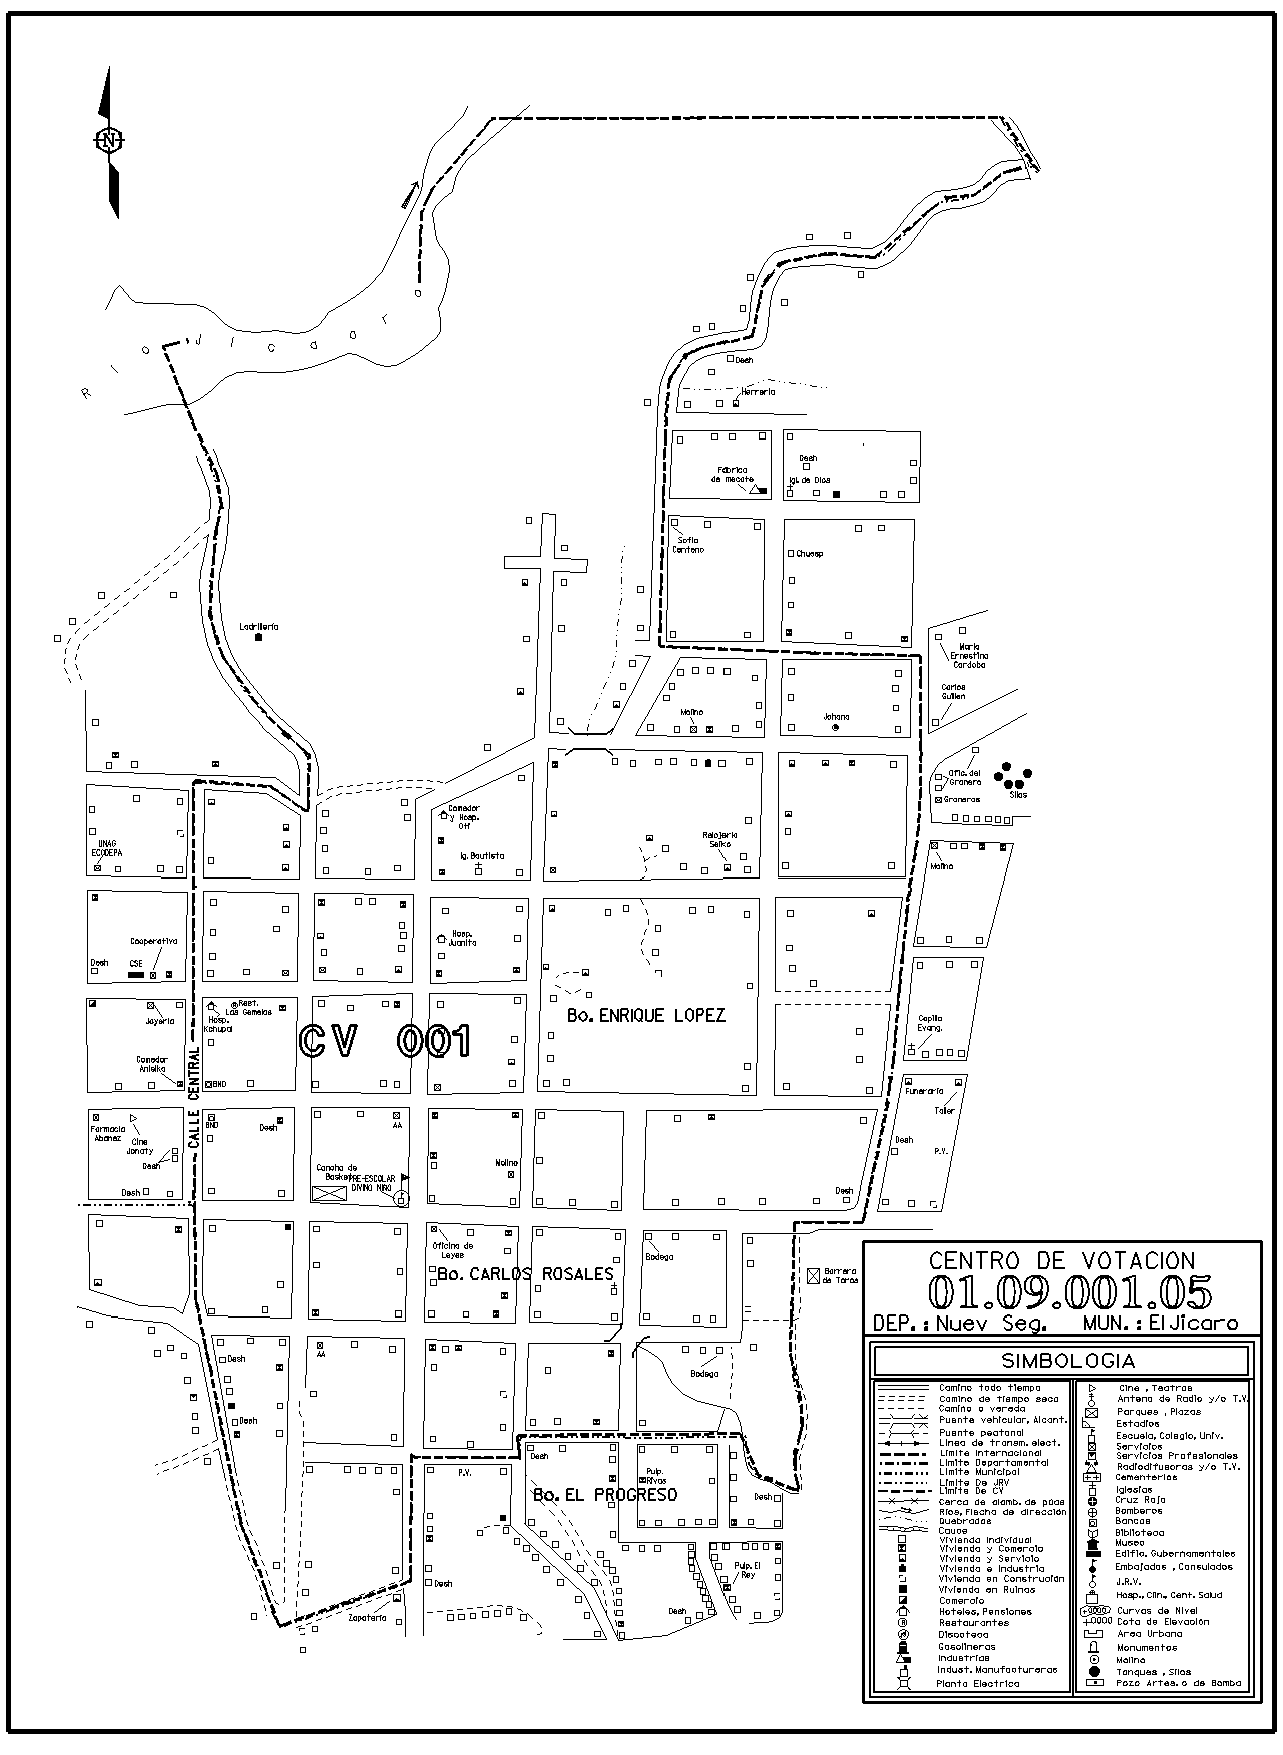 N
RIO JICARO
Desh
Herreria
Fabrica
de mecate
Desh
Igl. de Dios
Sofia
Centeno
Chueep
Ladrilleria
Maria
Ernestina
Cordoba
Carlos
Guillen
Molino
Johana
Ofic. del
Granero
Graneros
Silos
Comedor
y Hosp.
Ig. Bautista
Relojeria
Seiko
UNAG
ECODEPA
Molino
Cooperativa
Desh
CSE
Hosp.
Juanita
Joyeria
Rest.
Las Gemelas
Hosp.
Bo. ENRIQUE LOPEZ
CV 001
Capilla
Evang.
Comedor
BND
CALLE CENTRAL
Funeraria
Taller
Farmacia
Cine
Jonaty
Desh
Desh
BND
Desh
AA
Cancha de
PRE-ESCOLAR
DIVINO NIÑO
Molino
Desh
P.V.
Desh
Oficina de
Leyes
Bo. CARLOS ROSALES
Bodega
Barrera
de Toros
Desh
AA
Desh
Bodega
Desh
P.V.
Pulp.
Rivas
Bo. EL PROGRESO
Desh
Desh
Zapateria
Pulp. El
Rey
Desh
CENTRO DE VOTACION
01.09.001.05
DEP.: Nuev Seg. MUN.: El Jicaro
SIMBOLOGIA
Camino todo tiempo
Camino de tiempo seco
Camino o vereda
Puente vehicular, Alcant.
Puente peatonal
Linea de transm. elect.
Limite Internacional
Limite Departamental
Limite Municipal
Limite De JRV
Limite De CV
Cerca de alamb. de puas
Rios, Flecha de dirección
Quebradas
Cauce
Vivienda Individual
Vivienda y Comercio
Vivienda y Servicio
Vivienda e Industria
Vivienda en Construción
Vivienda en Ruinas
Comercio
Hoteles, Pensiones
Restaurantes
Discoteca
Gasolineras
Industrias
Indust. Manufactureras
Planta Electrica
Cine, Teatros
Antena de Radio y/o T.V.
Parques, Plazas
Estadios
Escuela, Colegio, Univ.
Servicios
Servicios Profesionales
Radiodifusoras y/o T.V.
Cementerios
Iglesias
Cruz Roja
Bomberos
Bancos
Biblioteca
Museo
Edific. Gubernamentales
Embajadas, Consulados
J.R.V.
Hosp., Clin., Cent. Salud
Curvas de Nivel
Cota de Elevación
Area Urbana
Monumentos
Molino
Tanques, Silos
Pozo Artes. o de Bomba